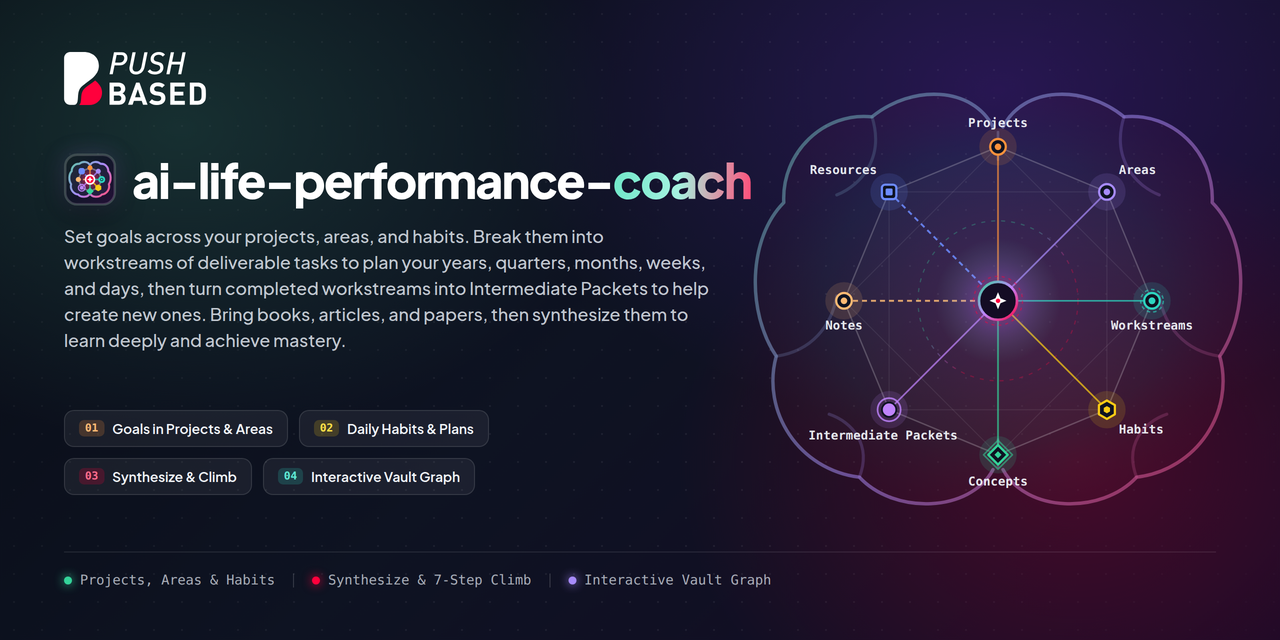 PUSH
BASED
ai-life-performance-coach
Set goals across your projects, areas, and habits. Break them into
workstreams of deliverable tasks to plan your years, quarters, months, weeks,
and days, then turn completed workstreams into Intermediate Packets to help
create new ones. Bring books, articles, and papers, then synthesize them to
learn deeply and achieve mastery.
01 Goals in Projects & Areas
02 Daily Habits & Plans
03 Synthesize & Climb
04 Interactive Vault Graph
Projects
Resources
Areas
Notes
Workstreams
Intermediate Packets
Habits
Concepts
Projects, Areas & Habits
Synthesize & 7-Step Climb
Interactive Vault Graph